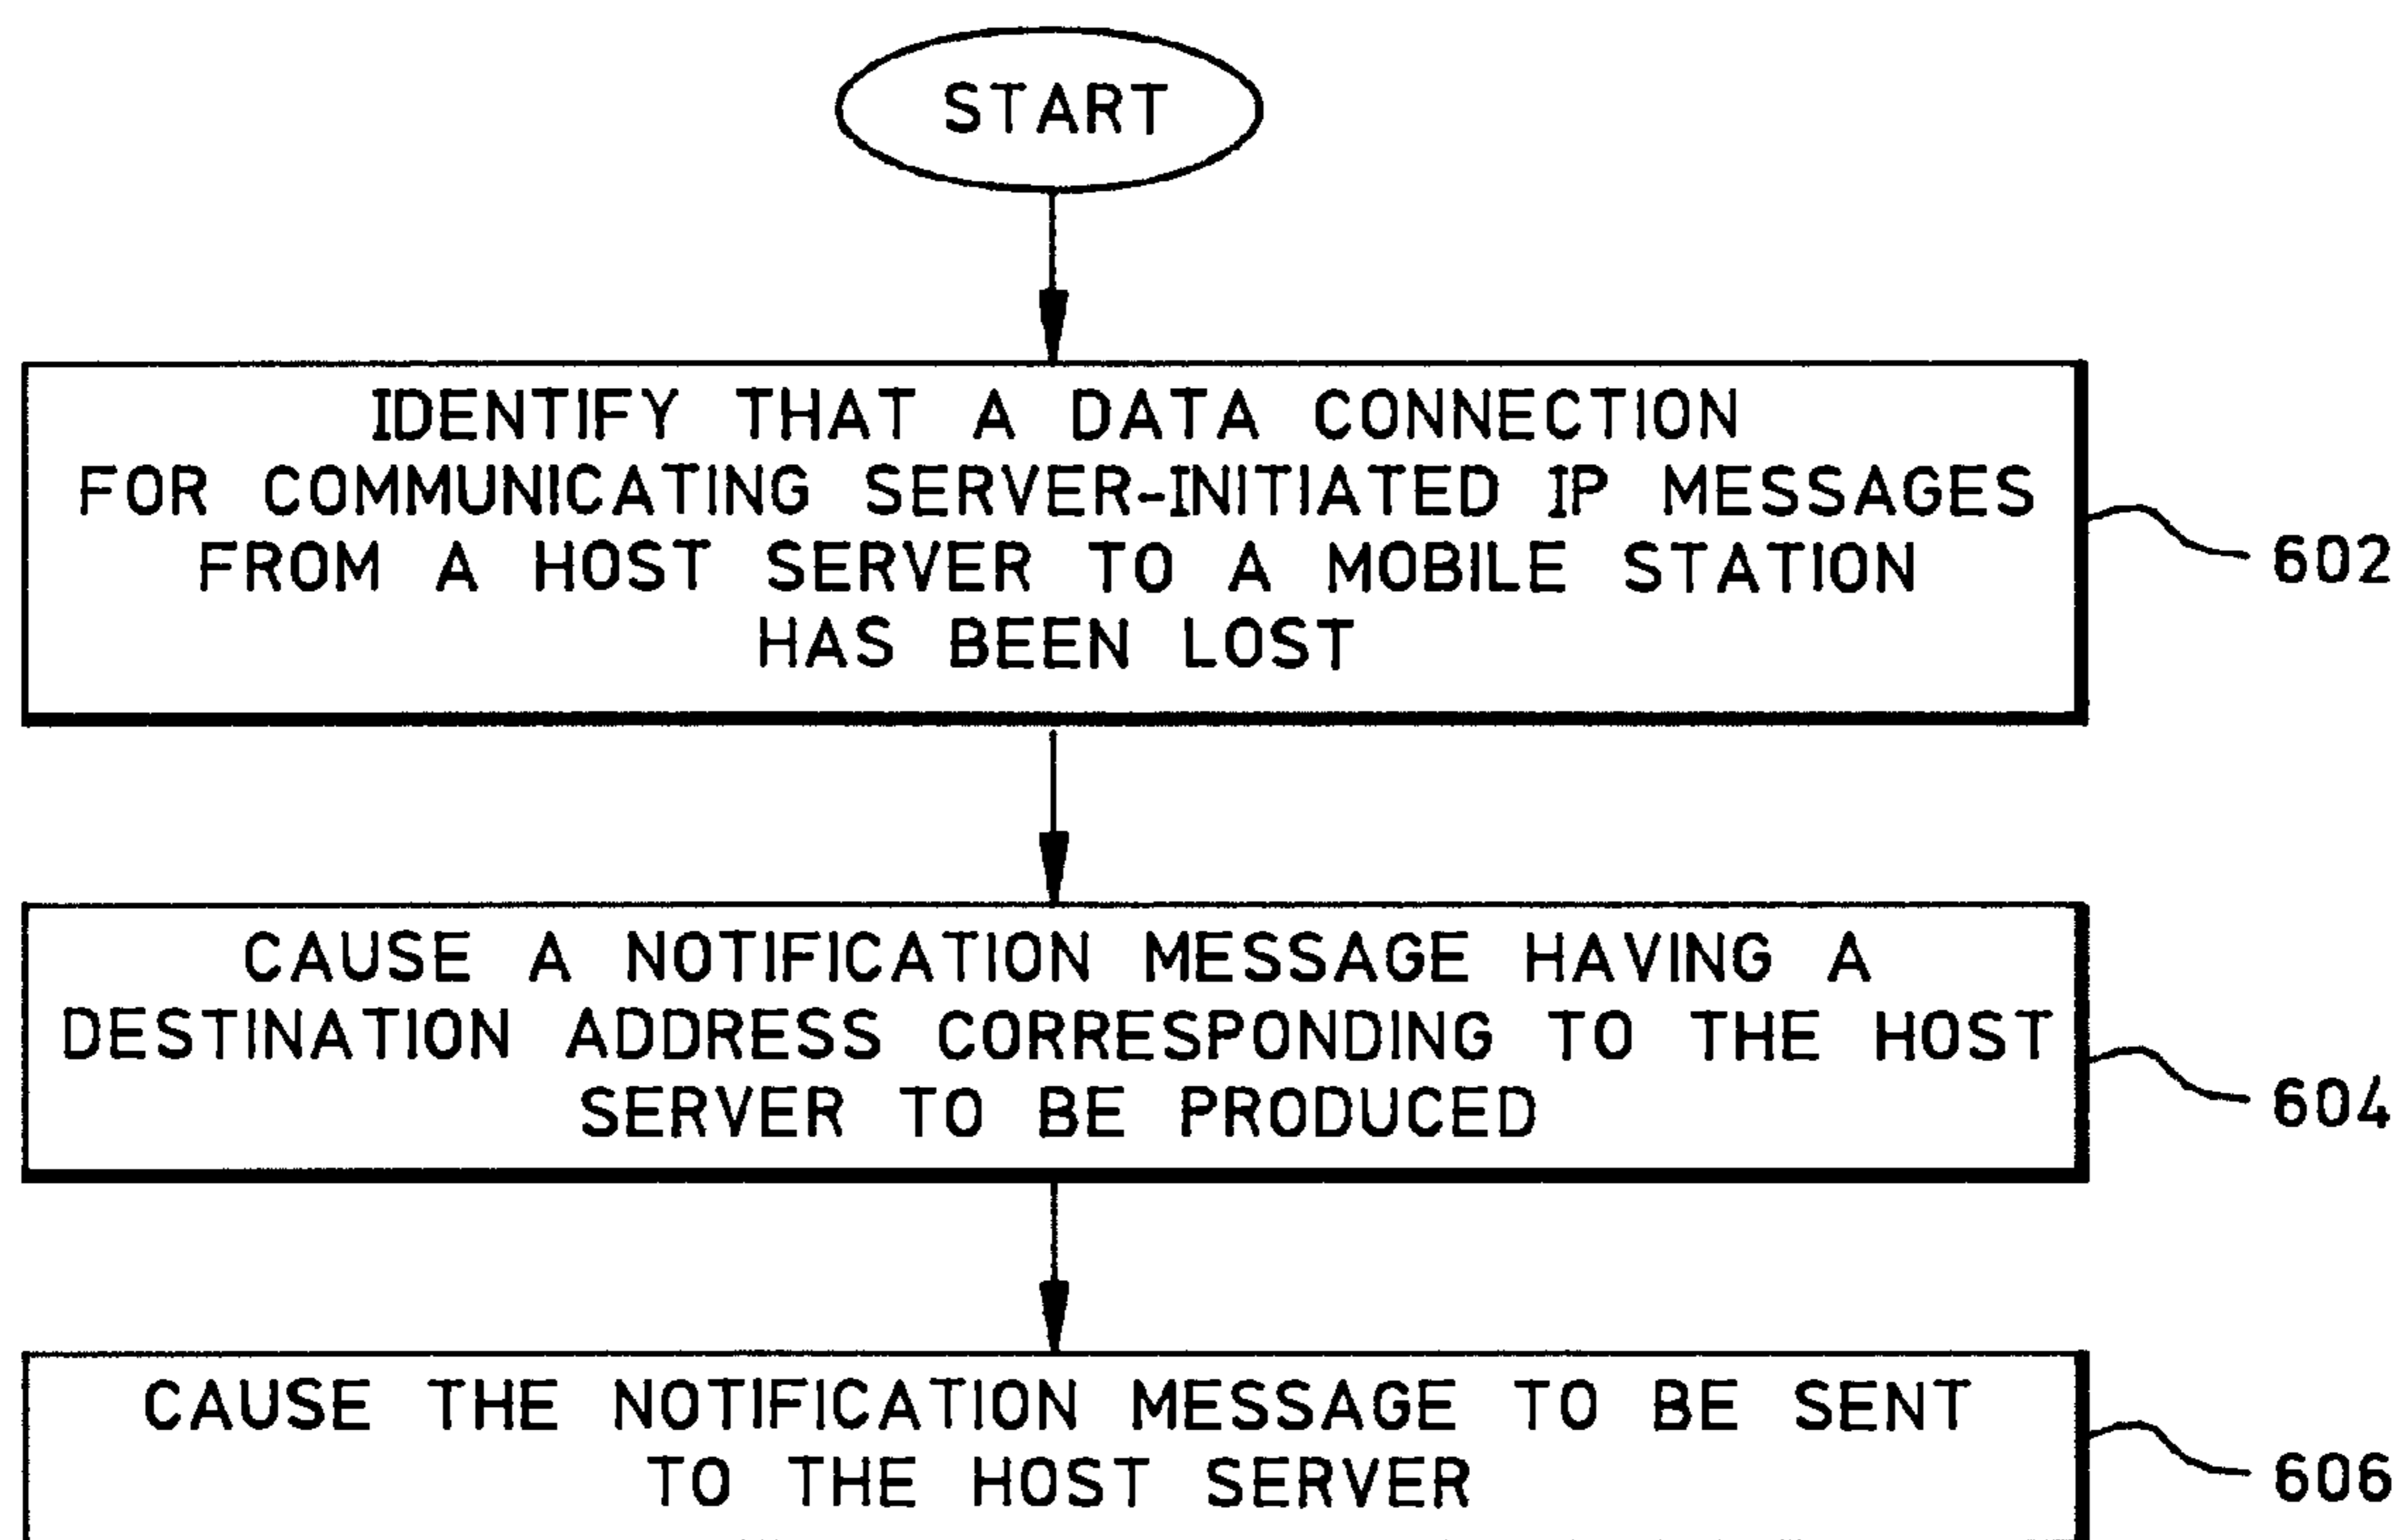 START
IDENTIFY THAT A DATA CONNECTION
FOR COMMUNICATING SERVER-INITIATED IP MESSAGES
FROM A HOST SERVER TO A MOBILE STATION
HAS BEEN LOST
602
CAUSE A NOTIFICATION MESSAGE HAVING A
DESTINATION ADDRESS CORRESPONDING TO THE HOST
SERVER TO BE PRODUCED
604
CAUSE THE NOTIFICATION MESSAGE TO BE SENT
TO THE HOST SERVER
606